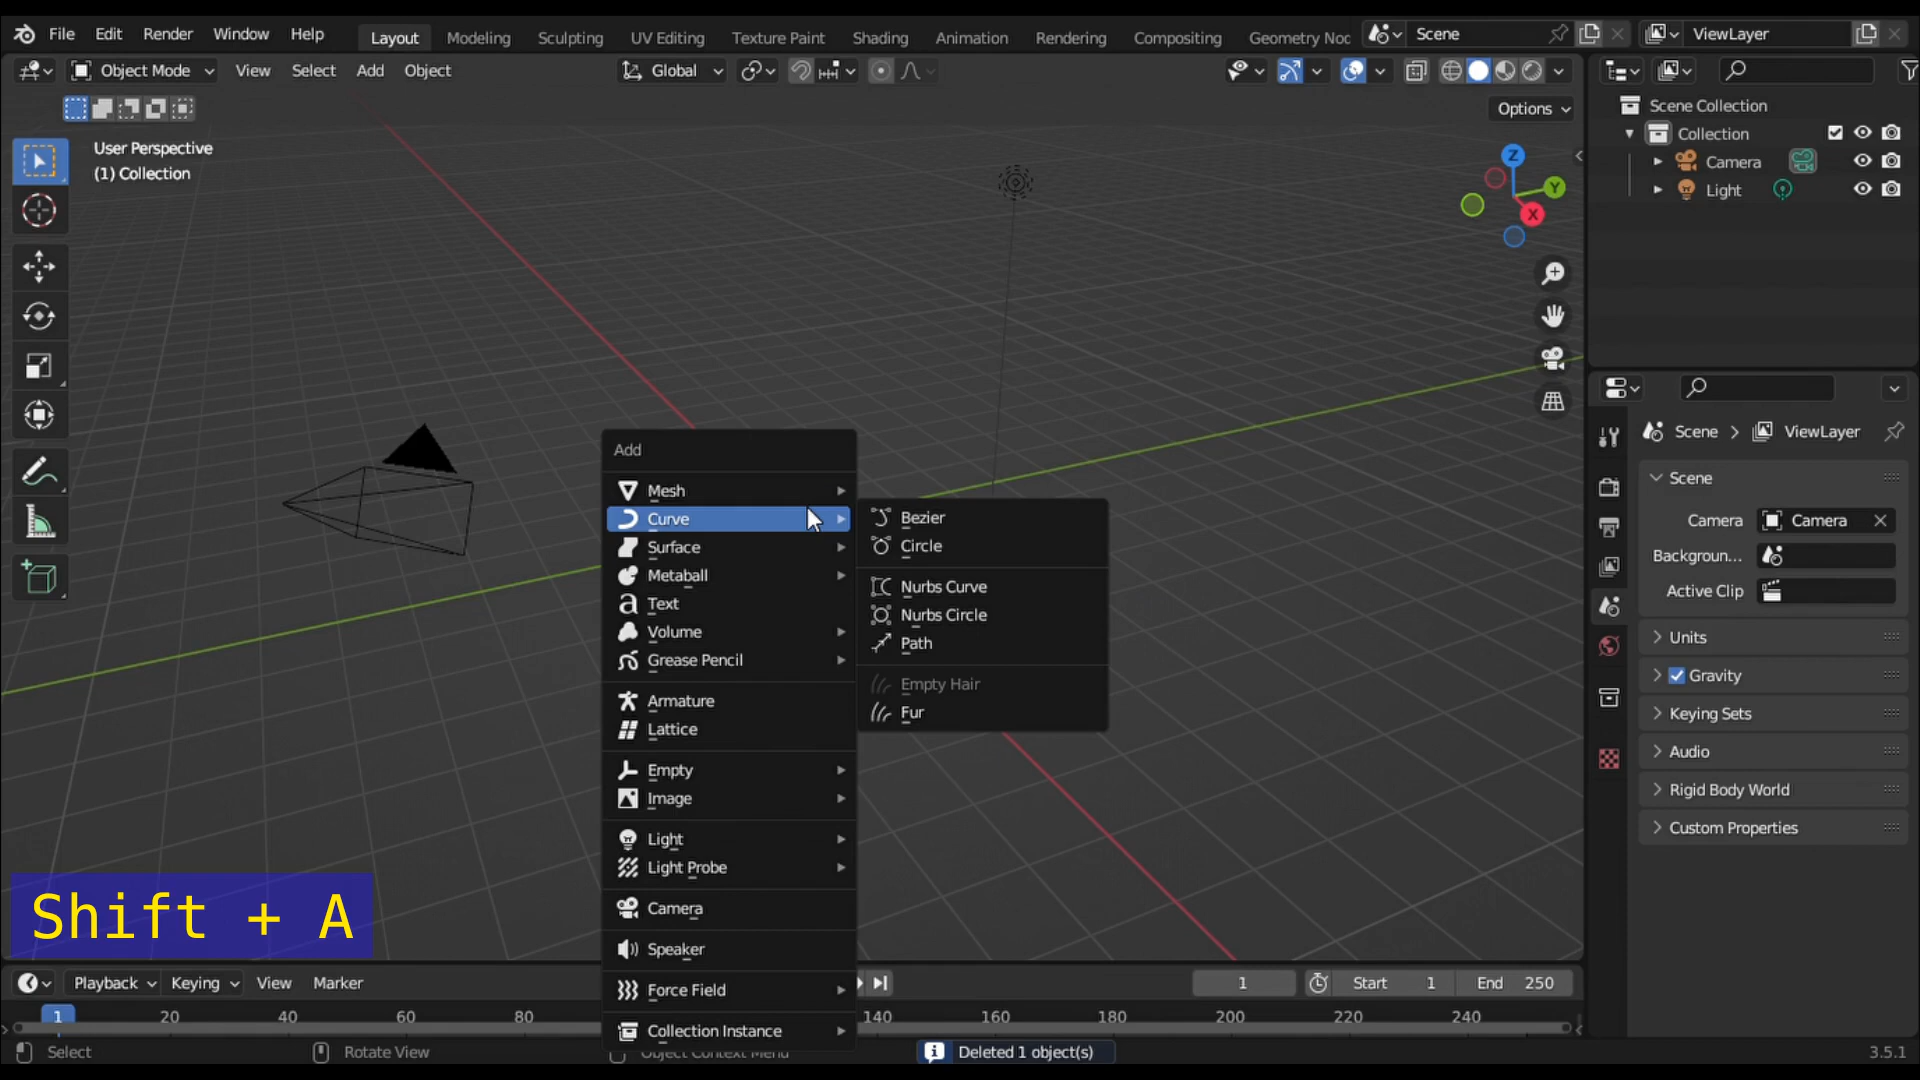 File Edit Render Window Help Layout Modeling Sculpting UV Editing Texture Paint Shading Animation Rendering Compositing Geometry Noc Scene ViewLayer
Object Mode View Select Add Object Global
Options
User Perspective
(1) Collection
Z
Y
X
Scene Collection
Collection
Camera
Light
Scene > ViewLayer
Scene
Camera Camera
Backgroun...
Active Clip
Units
Gravity
Keying Sets
Audio
Rigid Body World
Custom Properties
Add
Mesh
Curve
Surface
Metaball
Text
Volume
Grease Pencil
Armature
Lattice
Empty
Image
Light
Light Probe
Camera
Speaker
Force Field
Collection Instance
Bezier
Circle
Nurbs Curve
Nurbs Circle
Path
Empty Hair
Fur
Shift + A
Playback Keying View Marker 1 Start 1 End 250
1 20 40 60 80 140 160 180 200 220 240
Select Rotate View Object Context Menu Deleted 1 object(s) 3.5.1